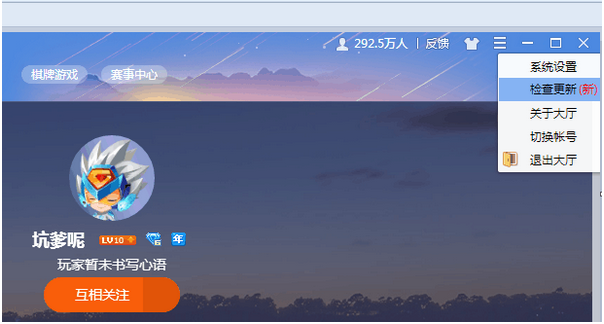 292.5万人 | 反馈
棋牌游戏 赛事中心
系统设置
检查更新(新)
关于大厅
切换帐号
退出大厅
坑爹呢 LV10 年
玩家暂未书写心语
互相关注